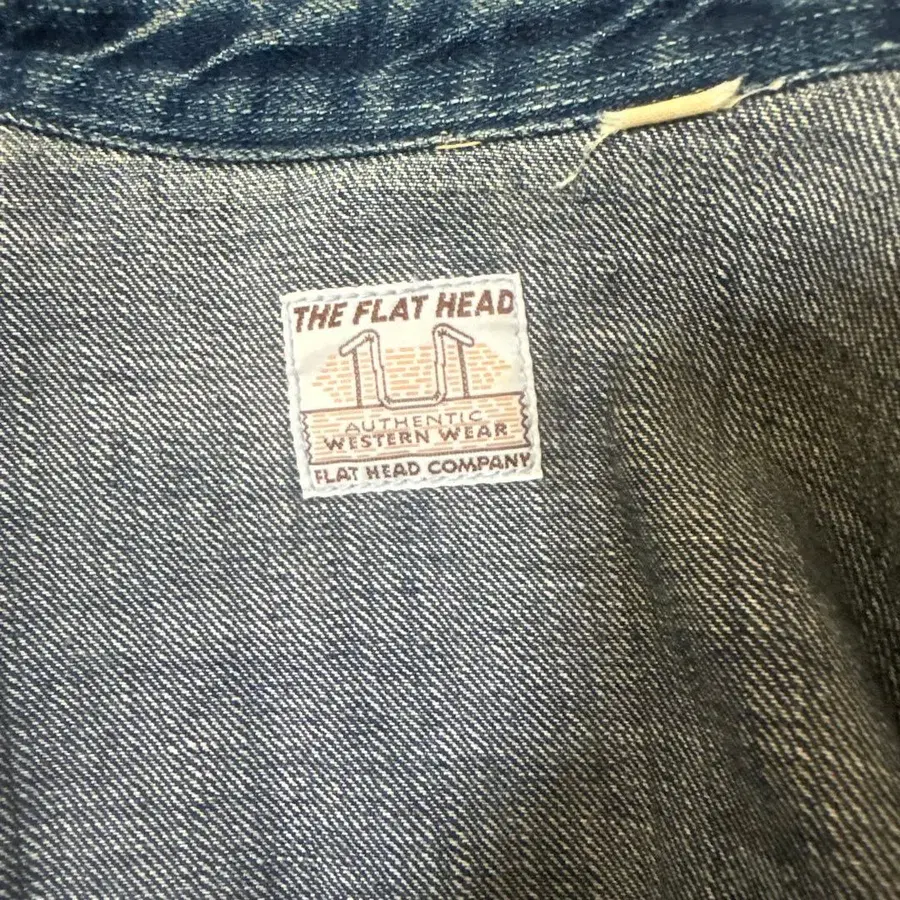 THE FLAT HEAD
AUTHENTIC
WESTERN WEAR
FLAT HEAD COMPANY